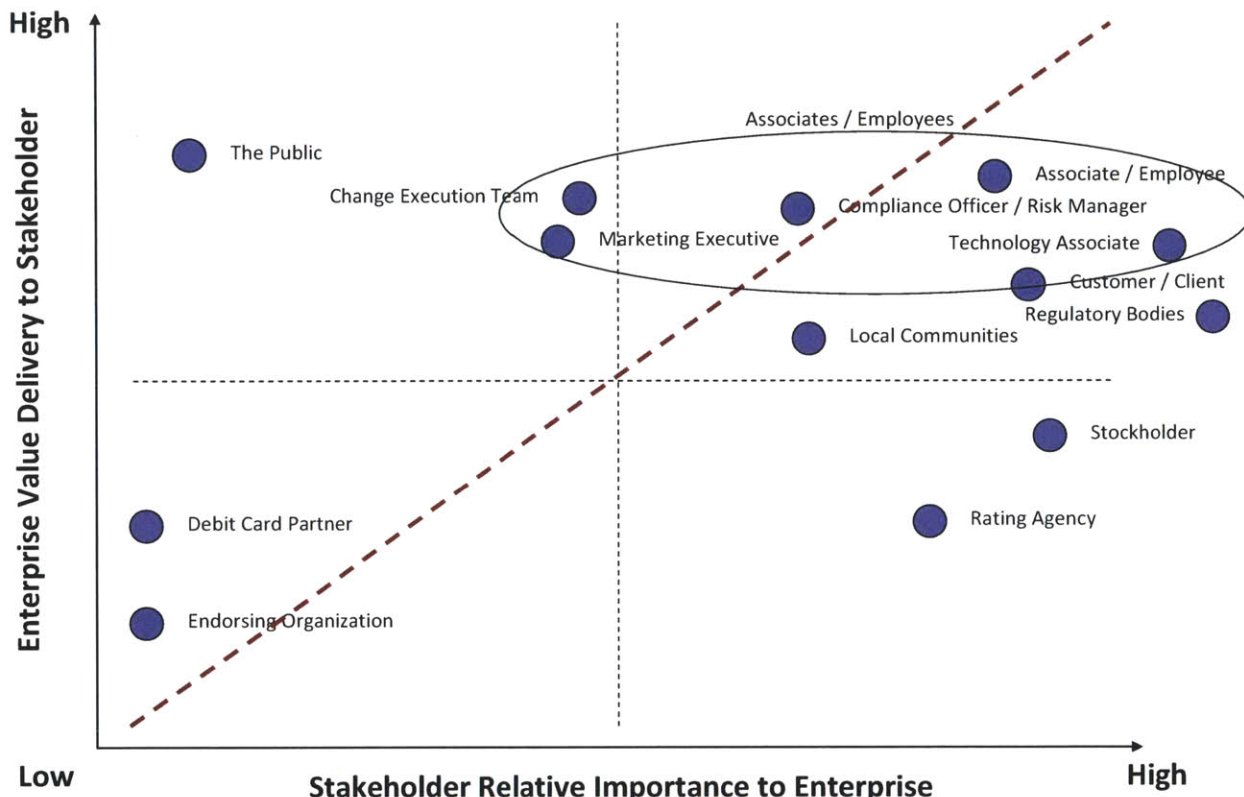 High
Enterprise Value Delivery to Stakeholder
Associates / Employees
The Public
Associate / Employee
Change Execution Team
Compliance Officer / Risk Manager
Marketing Executive
Technology Associate
Customer / Client
Regulatory Bodies
Local Communities
Stockholder
Debit Card Partner
Rating Agency
Endorsing Organization
Low
Stakeholder Relative Importance to Enterprise
High